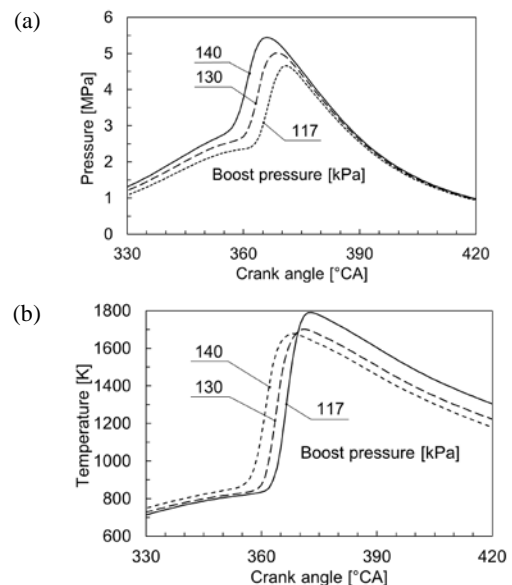 (a)
6
5
4
3
2
1
0
Pressure [MPa]
140
130
117
Boost pressure [kPa]
330 360 390 420
Crank angle [°CA]
(b)
1800
1600
1400
1200
1000
800
600
Temperature [K]
140
130
117
Boost pressure [kPa]
330 360 390 420
Crank angle [°CA]